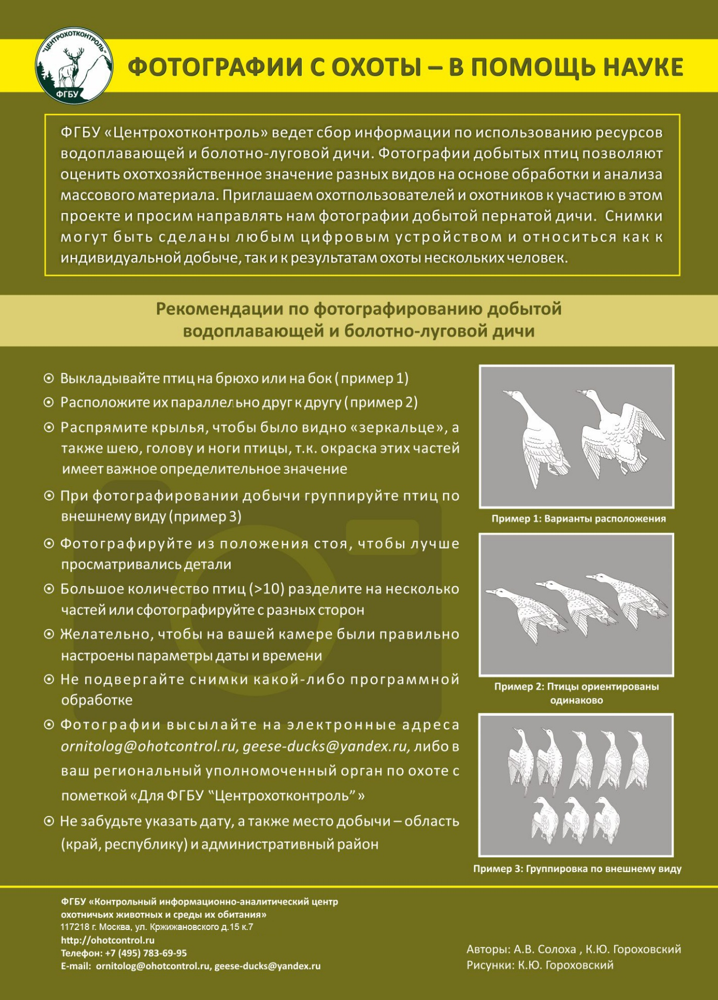 "ЦЕНТРОХОТКОНТРОЛЬ"
ФГБУ
ФОТОГРАФИИ С ОХОТЫ – В ПОМОЩЬ НАУКЕ
ФГБУ «Центрохотконтроль» ведет сбор информации по использованию ресурсов
водоплавающей и болотно-луговой дичи. Фотографии добытых птиц позволяют
оценить охотхозяйственное значение разных видов на основе обработки и анализа
массового материала. Приглашаем охотпользователей и охотников к участию в этом
проекте и просим направлять нам фотографии добытой пернатой дичи. Снимки
могут быть сделаны любым цифровым устройством и относиться как к
индивидуальной добыче, так и к результатам охоты нескольких человек.
Рекомендации по фотографированию добытой
водоплавающей и болотно-луговой дичи
Выкладывайте птиц на брюхо или на бок (пример 1)
Расположите их параллельно друг к другу (пример 2)
Распрямите крылья, чтобы было видно «зеркальце», а
также шею, голову и ноги птицы, т.к. окраска этих частей
имеет важное определительное значение
При фотографировании добычи группируйте птиц по
внешнему виду (пример 3)
Фотографируйте из положения стоя, чтобы лучше
просматривались детали
Большое количество птиц (>10) разделите на несколько
частей или сфотографируйте с разных сторон
Желательно, чтобы на вашей камере были правильно
настроены параметры даты и времени
Не подвергайте снимки какой-либо программной
обработке
Фотографии высылайте на электронные адреса
ornitolog@ohotcontrol.ru, geese-ducks@yandex.ru, либо в
ваш региональный уполномоченный орган по охоте с
пометкой «Для ФГБУ "Центрохотконтроль" »
Не забудьте указать дату, а также место добычи – область
(край, республику) и административный район
Пример 1: Варианты расположения
Пример 2: Птицы ориентированы
одинаково
Пример 3: Группировка по внешнему виду
ФГБУ «Контрольный информационно-аналитический центр
охотничьих животных и среды их обитания»
117218 г. Москва, ул. Кржижановского д.15 к.7
http://ohotcontrol.ru
Телефон: +7 (495) 783-69-95
E-mail: ornitolog@ohotcontrol.ru, geese-ducks@yandex.ru
Авторы: А.В. Солоха , К.Ю. Гороховский
Рисунки: К.Ю. Гороховский